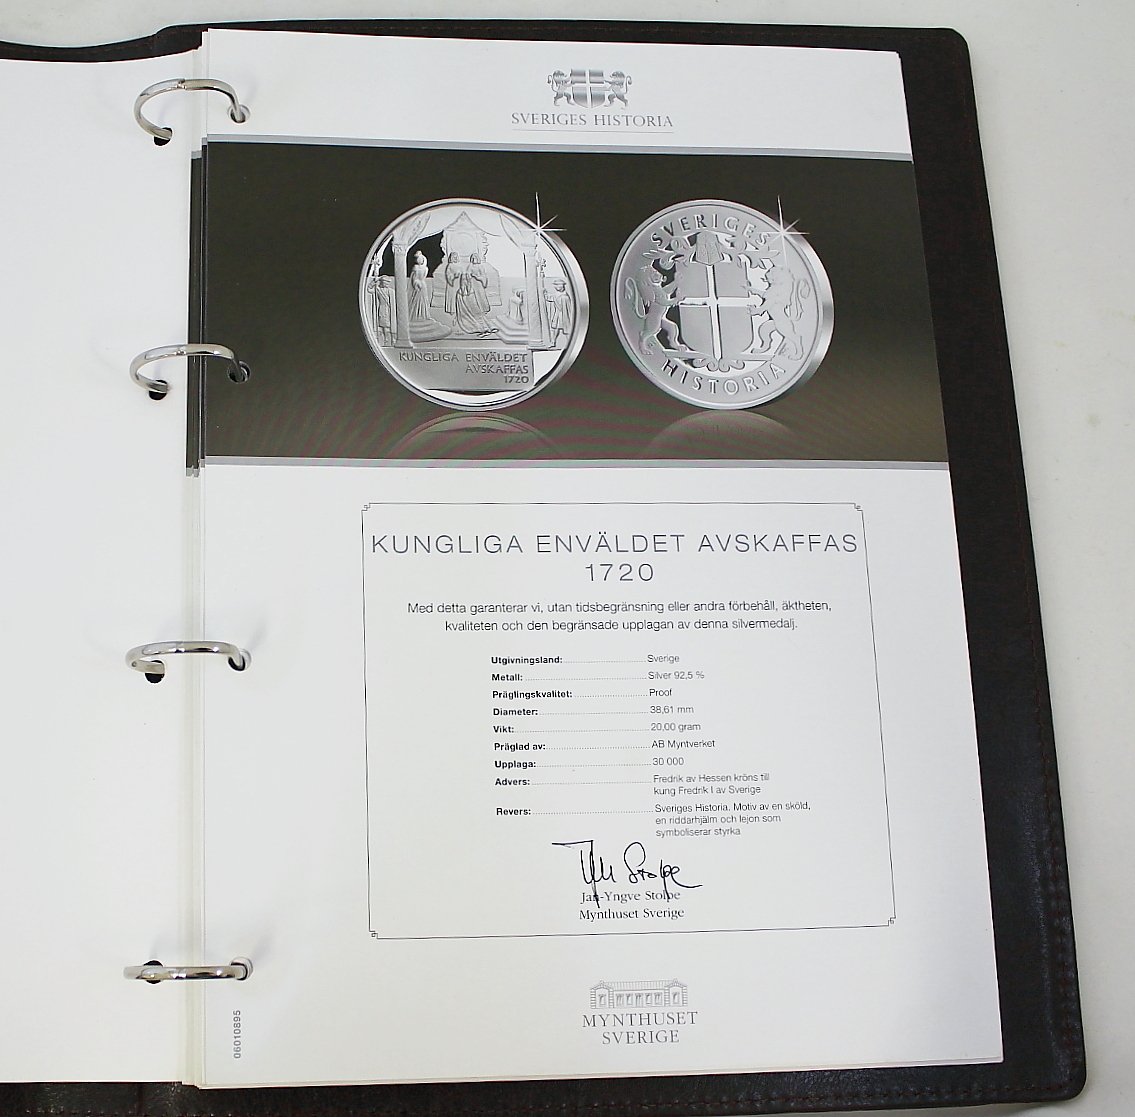 SVERIGES HISTORIA
KUNGLIGA ENVÄLDET
AVSKAFFAS
1720
SVERIGES
HISTORIA
KUNGLIGA ENVÄLDET AVSKAFFAS
1720
Med detta garanterar vi, utan tidsbegränsning eller andra förbehåll, äktheten,
kvaliteten och den begränsade upplagan av denna silvermedalj.
Utgivningsland: Sverige
Metall: Silver 92,5 %
Präglingskvalitet: Proof
Diameter: 38,61 mm
Vikt: 20,00 gram
Präglad av: AB Myntverket
Upplaga: 30 000
Advers: Fredrik av Hessen kröns till
kung Fredrik I av Sverige
Revers: Sveriges Historia. Motiv av en sköld,
en riddarhjälm och lejon som
symboliserar styrka
Jan-Yngve Stolpe
Mynthuset Sverige
MYNTHUSET
SVERIGE
06010895